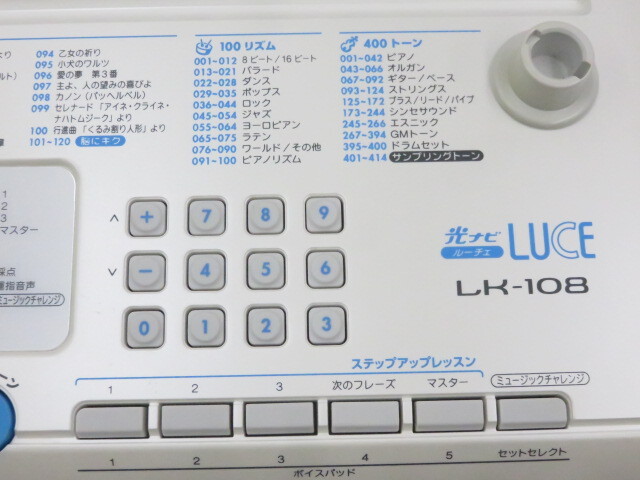 より
094 乙女の祈り
095 小犬のワルツ
096 愛の夢 第3番
097 主よ、人の望みの喜びよ
098 カノン(パッヘルベル)
099 セレナード「アイネ・クライネ・
ナハトムジーク」より
100 行進曲「くるみ割り人形」より
101-120 脳にキク
100 リズム
001-012 8ビート/16ビート
013-021 バラード
022-028 ダンス
029-035 ポップス
036-044 ロック
045-054 ジャズ
055-064 ヨーロピアン
065-075 ラテン
076-090 ワールド/その他
091-100 ピアノリズム
400 トーン
001-042 ピアノ
043-066 オルガン
067-092 ギター/ベース
093-124 ストリングス
125-172 ブラス/リード/パイプ
173-244 シンセサウンド
245-266 エスニック
267-394 GMトーン
395-400 ドラムセット
401-414 サンプリングトーン
1
2
3
マスター
採点
指音声
ミュージックチャレンジ
+ 7 8 9
- 4 5 6
0 1 2 3
光ナビ
ルーチェ
LUCE
LK-108
ステップアップレッスン
1 2 3 次のフレーズ マスター ミュージックチャレンジ
1 2 3 4 5 セットセレクト
ボイスパッド